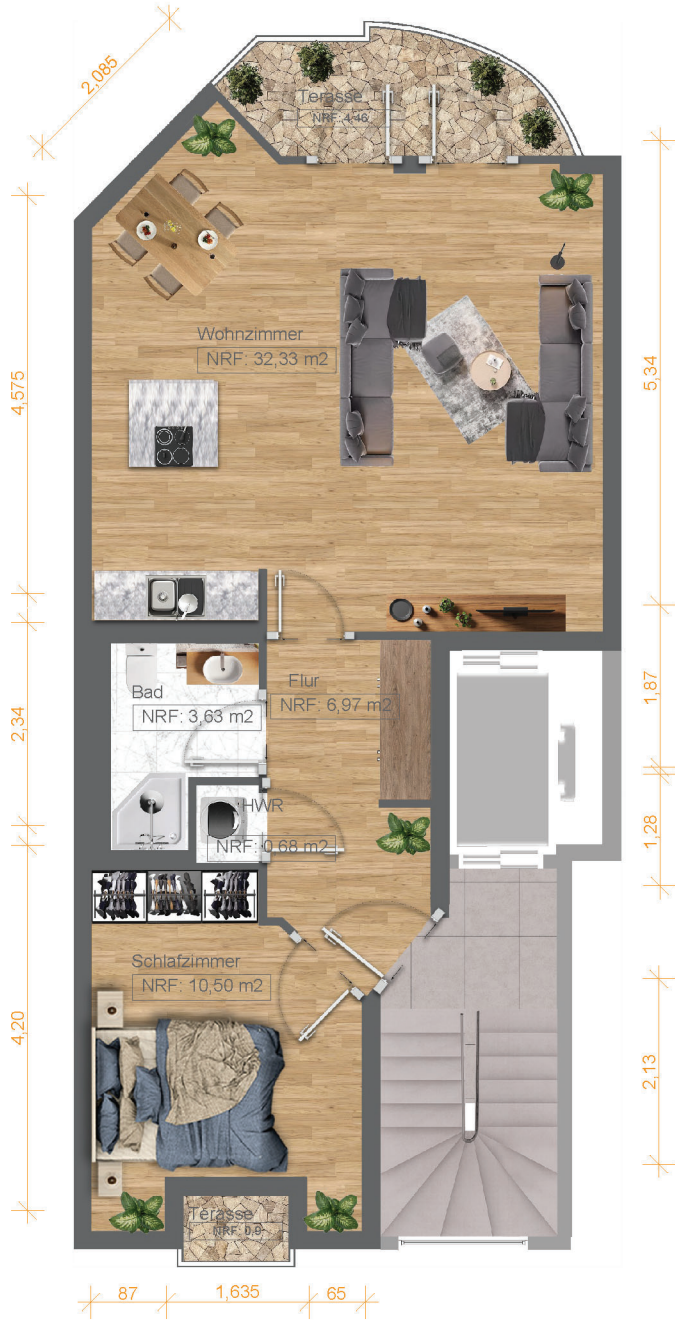 2,085
Terasse
NRF: 4,46
4,575
5,34
Wohnzimmer
NRF: 32,33 m2
2,34
Bad
NRF: 3,63 m2
Flur
NRF: 6,97 m2
1,87
HWR
NRF: 0,68 m2
1,28
Schlafzimmer
NRF: 10,50 m2
4,20
2,13
Terasse
NRF: 0,9
87
1,635
65